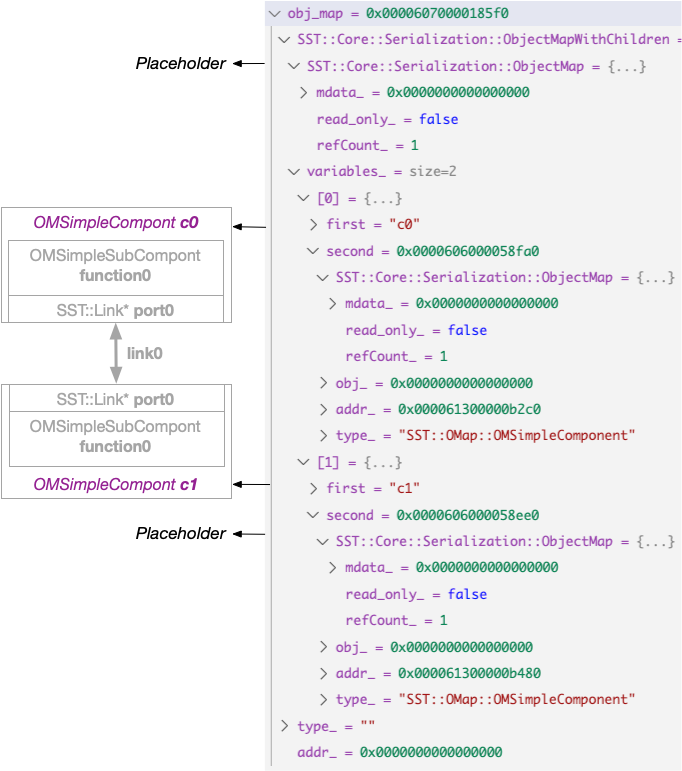 obj_map = 0x00006070000185f0
SST::Core::Serialization::ObjectMapWithChildren =
Placeholder
SST::Core::Serialization::ObjectMap = {...}
mdata_ = 0x0000000000000000
read_only_ = false
refCount_ = 1
variables_ = size=2
[0] = {...}
OMSimpleCompont c0
first = "c0"
OMSimpleSubCompont
function0
second = 0x0000606000058fa0
SST::Core::Serialization::ObjectMap = {...}
SST::Link* port0
mdata_ = 0x0000000000000000
read_only_ = false
link0
refCount_ = 1
obj_ = 0x0000000000000000
SST::Link* port0
addr_ = 0x000061300000b2c0
OMSimpleSubCompont
function0
type_ = "SST::OMap::OMSimpleComponent"
[1] = {...}
OMSimpleCompont c1
first = "c1"
second = 0x0000606000058ee0
Placeholder
SST::Core::Serialization::ObjectMap = {...}
mdata_ = 0x0000000000000000
read_only_ = false
refCount_ = 1
obj_ = 0x0000000000000000
addr_ = 0x000061300000b480
type_ = "SST::OMap::OMSimpleComponent"
type_ = ""
addr_ = 0x0000000000000000